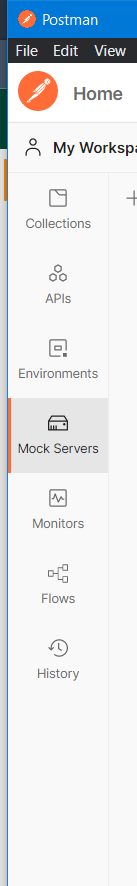 Postman
File Edit View
Home
My Workspa
Collections
APIs
Environments
Mock Servers
Monitors
Flows
History